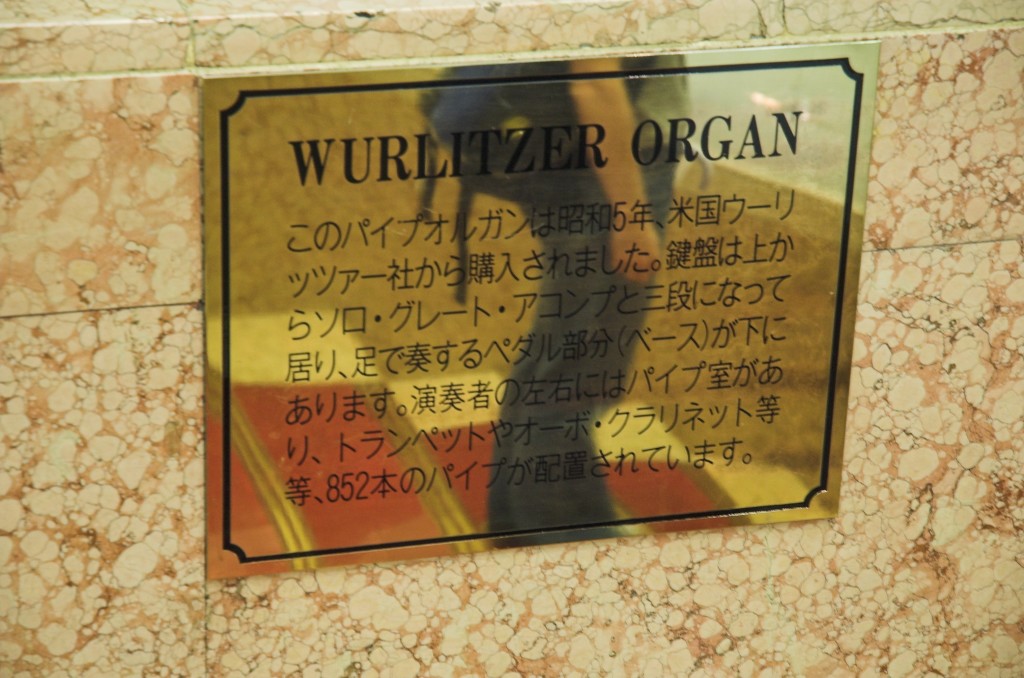 WURLITZER ORGAN
このパイプオルガンは昭和5年、米国ウーリ
ッツァー社から購入されました。鍵盤は上か
らソロ・グレート・アコンプと三段になって
居り、足で奏するペダル部分(ベース)が下に
あります。演奏者の左右にはパイプ室があ
り、トランペットやオーボ・クラリネット等
等、852本のパイプが配置されています。